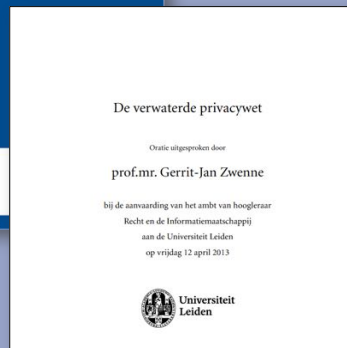 De verwaterde privacywet
Oratie uitgesproken door
prof.mr. Gerrit-Jan Zwenne
bij de aanvaarding van het ambt van hoogleraar
Recht en de Informatiemaatschappij
aan de Universiteit Leiden
op vrijdag 12 april 2013
Universiteit
Leiden